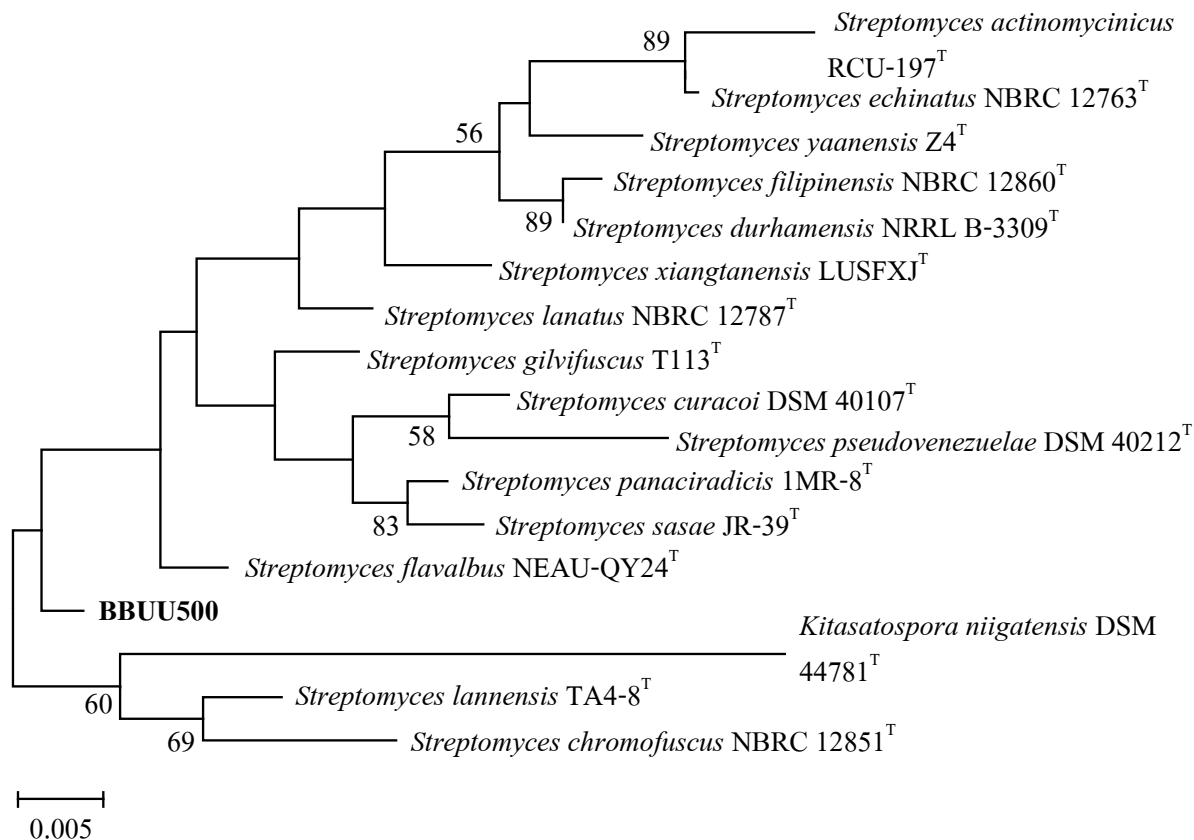 Streptomyces actinomycinicus
89
RCU-197ᵀ
Streptomyces echinatus NBRC 12763ᵀ
56
Streptomyces yaanensis Z4ᵀ
Streptomyces filipinensis NBRC 12860ᵀ
89
Streptomyces durhamensis NRRL B-3309ᵀ
Streptomyces xiangtanensis LUSFXJᵀ
Streptomyces lanatus NBRC 12787ᵀ
Streptomyces gilvifuscus T113ᵀ
Streptomyces curacoi DSM 40107ᵀ
58
Streptomyces pseudovenezuelae DSM 40212ᵀ
Streptomyces panaciradicis 1MR-8ᵀ
83
Streptomyces sasae JR-39ᵀ
Streptomyces flavalbus NEAU-QY24ᵀ
BBUU500
Kitasatospora niigatensis DSM
44781ᵀ
60
Streptomyces lannensis TA4-8ᵀ
69
Streptomyces chromofuscus NBRC 12851ᵀ
0.005